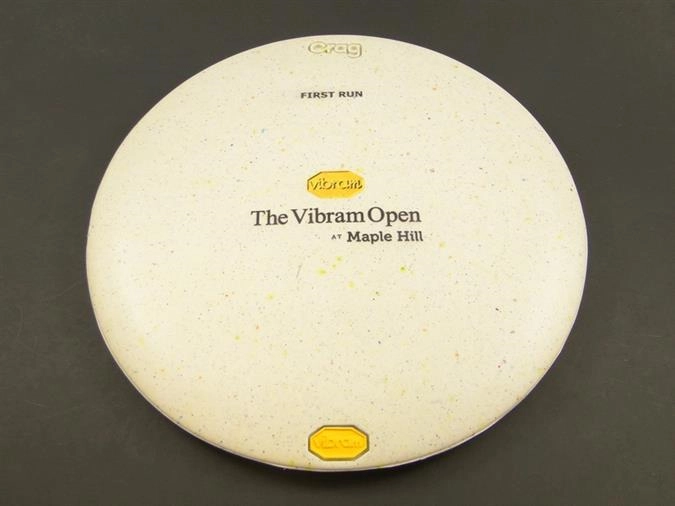 Crag
FIRST RUN
vibram
The Vibram Open
AT Maple Hill
vibram